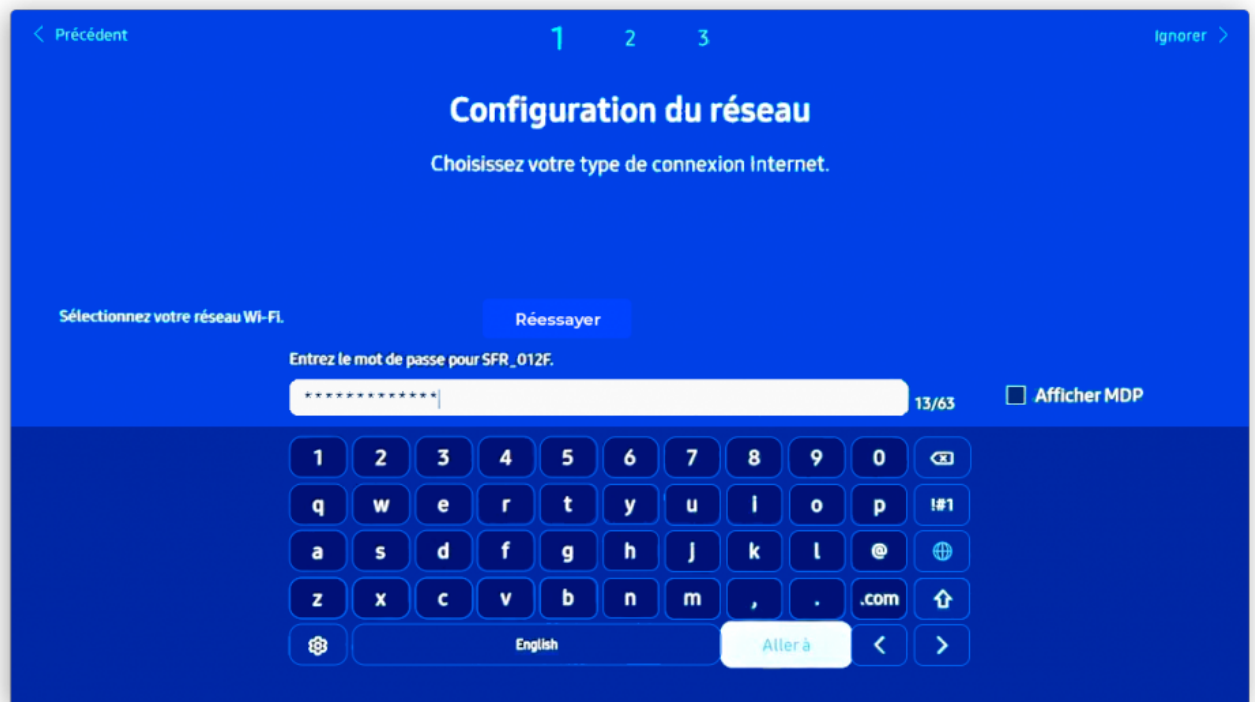 Précédent
1 2 3
Ignorer
Configuration du réseau
Choisissez votre type de connexion Internet.
Sélectionnez votre réseau Wi-Fi.
Réessayer
Entrez le mot de passe pour SFR_012F.
*************
13/63
Afficher MDP
1 2 3 4 5 6 7 8 9 0
q w e r t y u i o p !#1
a s d f g h j k l @
z x c v b n m , . .com
English Aller à < >